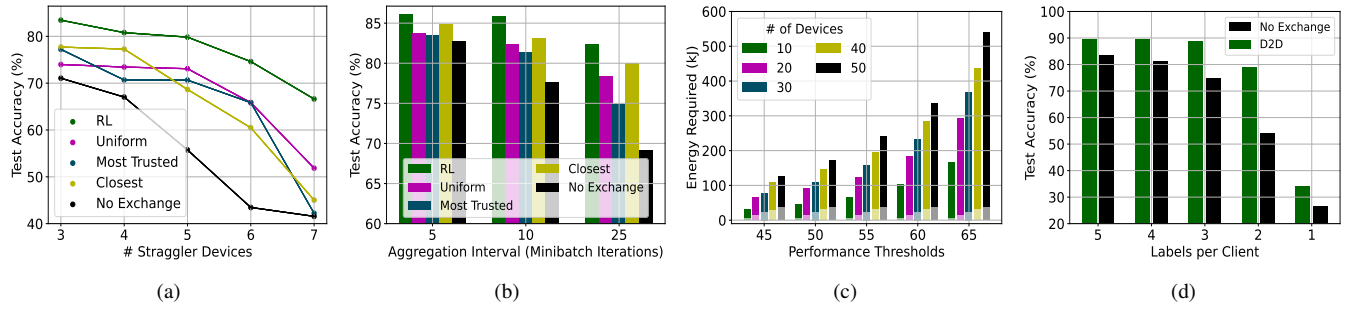 Test Accuracy (%)
80
70
60
50
40
RL
Uniform
Most Trusted
Closest
No Exchange
3 4 5 6 7
# Straggler Devices
(a)
Test Accuracy (%)
85
80
75
70
65
60
RL
Uniform
Most Trusted
Closest
No Exchange
5 10 25
Aggregation Interval (Minibatch Iterations)
(b)
Energy Required (kJ)
600
500
400
300
200
100
0
# of Devices
10 40
20 50
30
45 50 55 60 65
Performance Thresholds
(c)
Test Accuracy (%)
100
90
80
70
60
50
40
30
20
No Exchange
D2D
5 4 3 2 1
Labels per Client
(d)